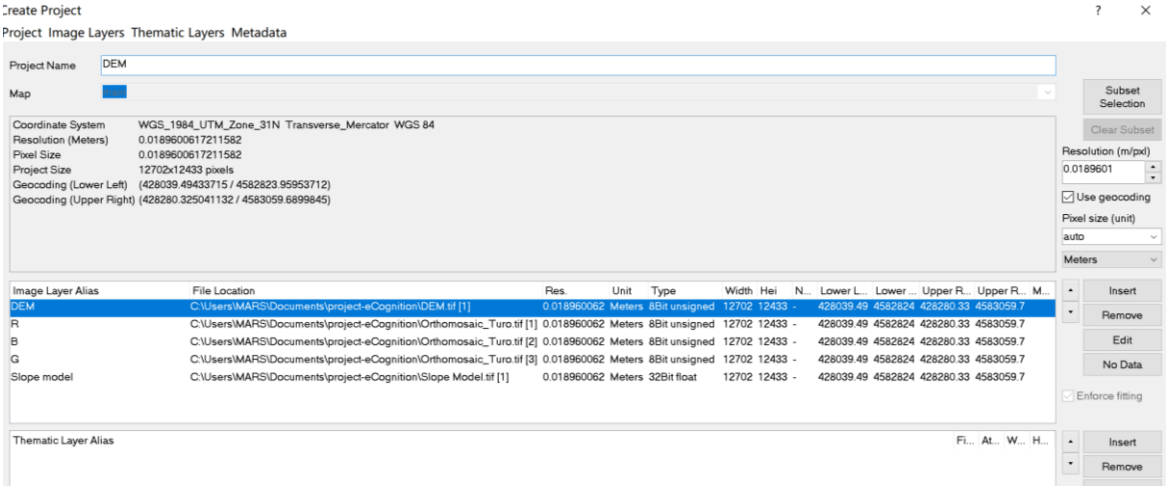 Create Project ? ×
Project Image Layers Thematic Layers Metadata
Project Name DEM
Map
Subset Selection
Clear Subset
Coordinate System WGS_1984_UTM_Zone_31N Transverse_Mercator WGS 84
Resolution (Meters) 0.0189600617211582
Pixel Size 0.0189600617211582
Project Size 12702x12433 pixels
Geocoding (Lower Left) (428039.49433715 / 4582823.95953712)
Geocoding (Upper Right) (428280.325041132 / 4583059.6899845)
Resolution (m/pxl)
0.0189601
Use geocoding
Pixel size (unit)
auto
Meters
Image Layer Alias File Location Res. Unit Type Width Hei N... Lower L... Lower ... Upper R... Upper R... M...
DEM C:\Users\MARS\Documents\project-eCognition\DEM.tif [1] 0.018960062 Meters 8Bit unsigned 12702 12433 - 428039.49 4582824 428280.33 4583059.7
R C:\Users\MARS\Documents\project-eCognition\Orthomosaic_Turo.tif [1] 0.018960062 Meters 8Bit unsigned 12702 12433 - 428039.49 4582824 428280.33 4583059.7
B C:\Users\MARS\Documents\project-eCognition\Orthomosaic_Turo.tif [2] 0.018960062 Meters 8Bit unsigned 12702 12433 - 428039.49 4582824 428280.33 4583059.7
G C:\Users\MARS\Documents\project-eCognition\Orthomosaic_Turo.tif [3] 0.018960062 Meters 8Bit unsigned 12702 12433 - 428039.49 4582824 428280.33 4583059.7
Slope model C:\Users\MARS\Documents\project-eCognition\Slope Model.tif [1] 0.018960062 Meters 32Bit float 12702 12433 - 428039.49 4582824 428280.33 4583059.7
Insert
Remove
Edit
No Data
Enforce fitting
Thematic Layer Alias Fi... At... W... H...
Insert
Remove